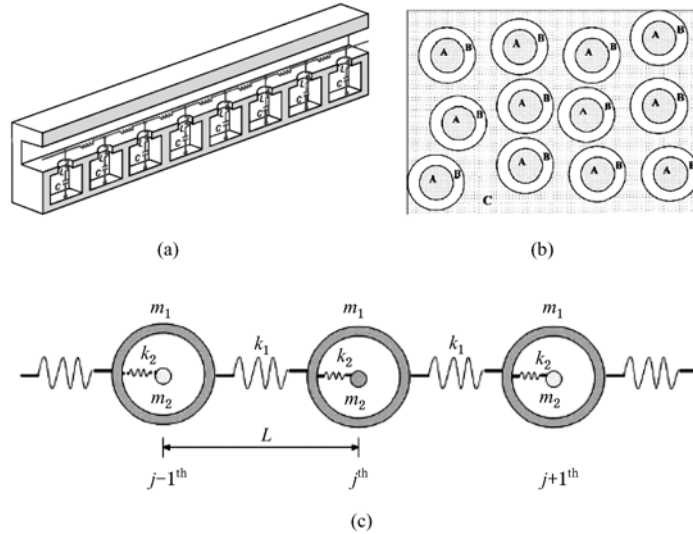 L L L L L L L L
C C C C C C C C
(a)
A B A B A B A B
A B A B A B A B
A B A B A B A B
C
(b)
m₁ m₁ m₁
k₂ k₁ k₂ k₁ k₂
m₂ m₂ m₂
L
j−1ᵗʰ jᵗʰ j+1ᵗʰ
(c)